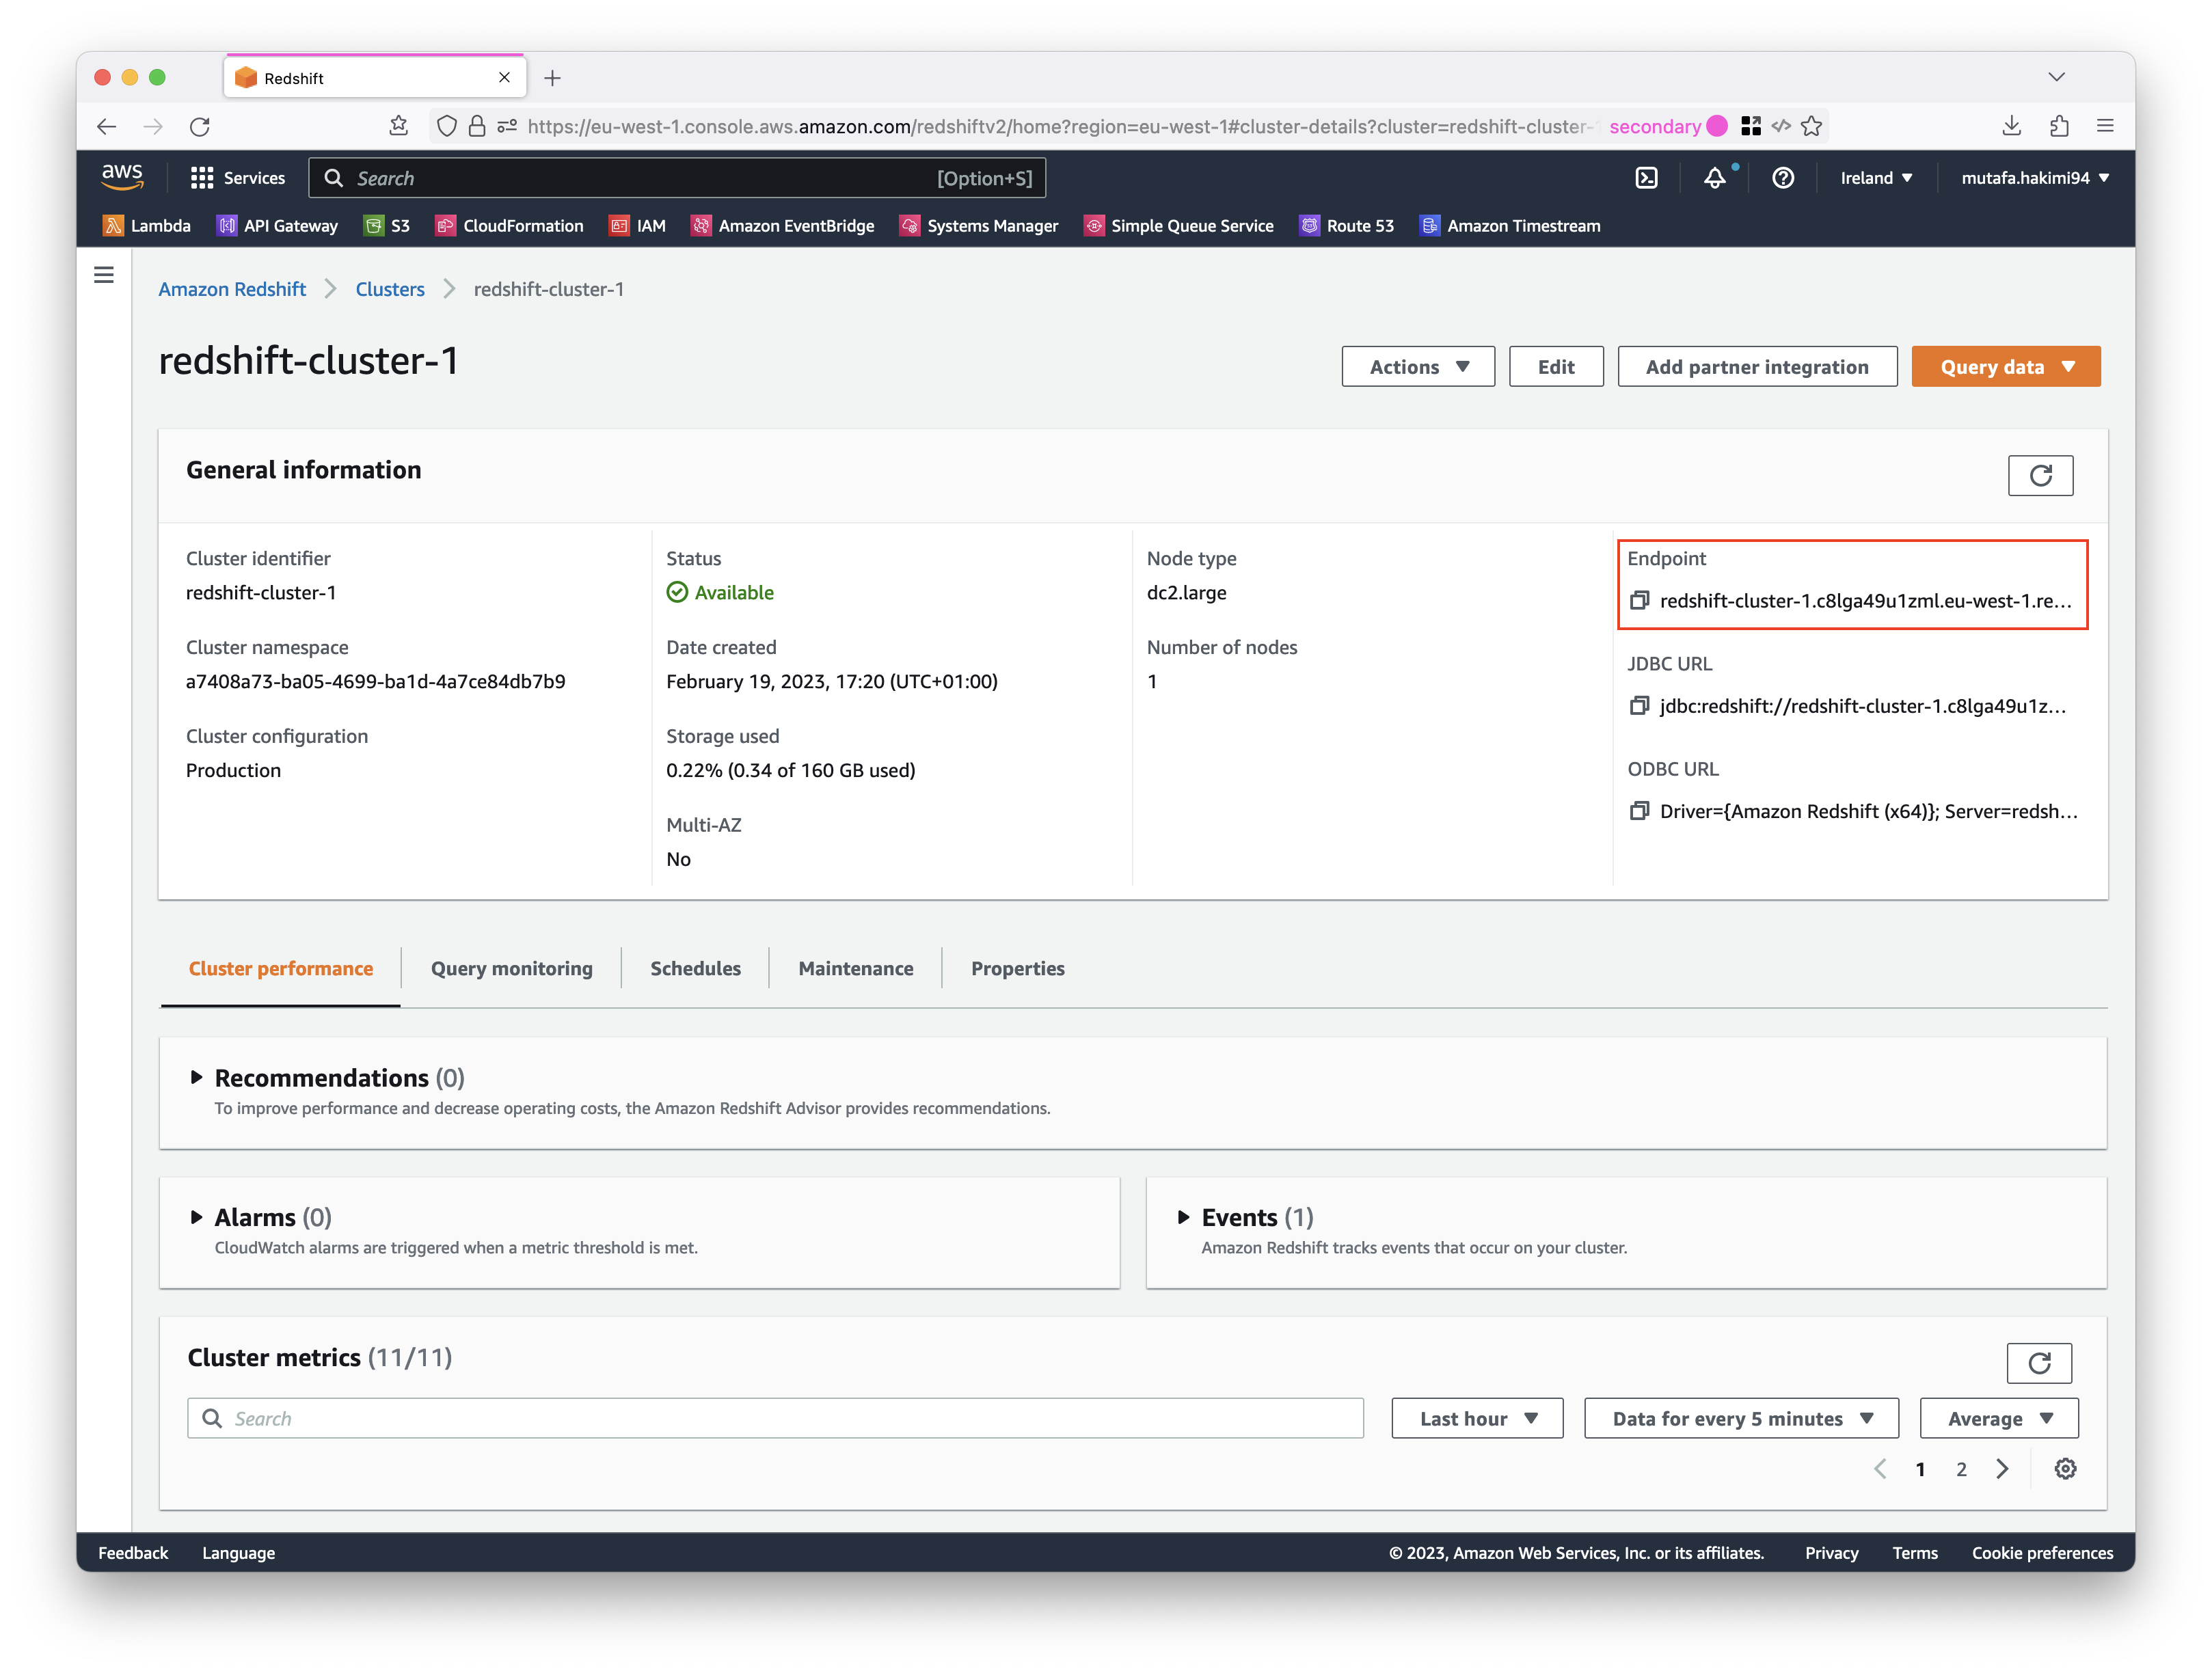 Redshift
https://eu-west-1.console.aws.amazon.com/redshiftv2/home?region=eu-west-1#cluster-details?cluster=redshift-cluster- secondary
aws Services Search [Option+S] Ireland mutafa.hakimi94
Lambda API Gateway S3 CloudFormation IAM Amazon EventBridge Systems Manager Simple Queue Service Route 53 Amazon Timestream
Amazon Redshift Clusters redshift-cluster-1
redshift-cluster-1
Actions Edit Add partner integration Query data
General information
Cluster identifier
redshift-cluster-1
Cluster namespace
a7408a73-ba05-4699-ba1d-4a7ce84db7b9
Cluster configuration
Production
Status
Available
Date created
February 19, 2023, 17:20 (UTC+01:00)
Storage used
0.22% (0.34 of 160 GB used)
Multi-AZ
No
Node type
dc2.large
Number of nodes
1
Endpoint
redshift-cluster-1.c8lga49u1zml.eu-west-1.re...
JDBC URL
jdbc:redshift://redshift-cluster-1.c8lga49u1z...
ODBC URL
Driver={Amazon Redshift (x64)}; Server=redsh...
Cluster performance Query monitoring Schedules Maintenance Properties
Recommendations (0)
To improve performance and decrease operating costs, the Amazon Redshift Advisor provides recommendations.
Alarms (0)
CloudWatch alarms are triggered when a metric threshold is met.
Events (1)
Amazon Redshift tracks events that occur on your cluster.
Cluster metrics (11/11)
Search Last hour Data for every 5 minutes Average
1 2
Feedback Language © 2023, Amazon Web Services, Inc. or its affiliates. Privacy Terms Cookie preferences